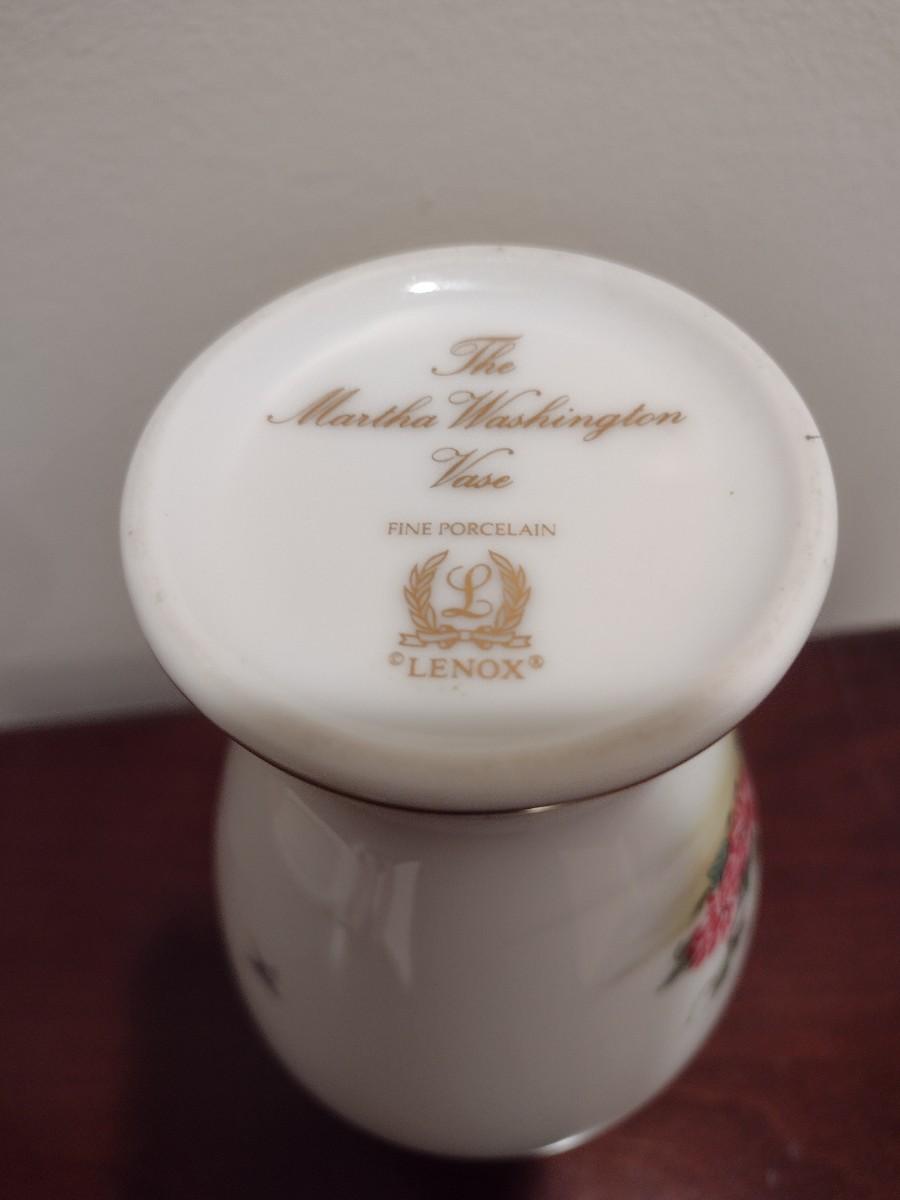 The
Martha Washington
Vase
FINE PORCELAIN
L
©LENOX®